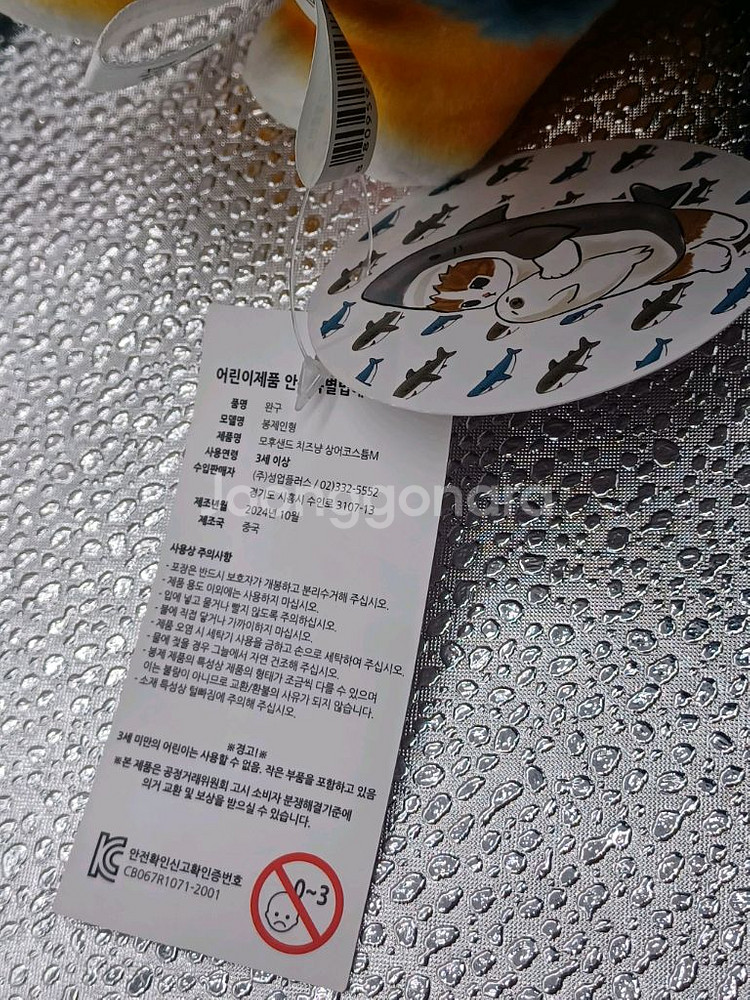 어린이제품 안
품명 완구
모델명 봉제인형
제품명 모후샌드 치즈냥 상어코스튬M
사용연령 3세 이상
수입판매자 (주)성업플러스 / 02)332-5552
경기도 시흥시 수인로 3107-13
제조년월 2024년 10월
제조국 중국
사용상 주의사항
- 포장은 반드시 보호자가 개봉하고 분리수거해 주십시오.
- 제품 용도 이외에는 사용하지 마십시오.
- 입에 넣고 물거나 빨지 않도록 주의하십시오.
- 불에 직접 닿거나 가까이하지 마십시오.
- 제품 오염 시 세탁기 사용을 금하고 손으로 세탁하여 주십시오.
- 물에 젖을 경우 그늘에서 자연 건조해 주십시오.
- 봉제 제품의 특성상 제품의 형태가 조금씩 다를 수 있으며
이는 불량이 아니므로 교환/환불의 사유가 되지 않습니다.
- 소재 특성상 털빠짐에 주의해 주십시오.
※경고!※
3세 미만의 어린이는 사용할 수 없음. 작은 부품을 포함하고 있음
※본 제품은 공정거래위원회 고시 소비자 분쟁해결기준에
의거 교환 및 보상을 받으실 수 있습니다.
안전확인신고확인증번호
CB067R1071-2001
0~3
joonggonara